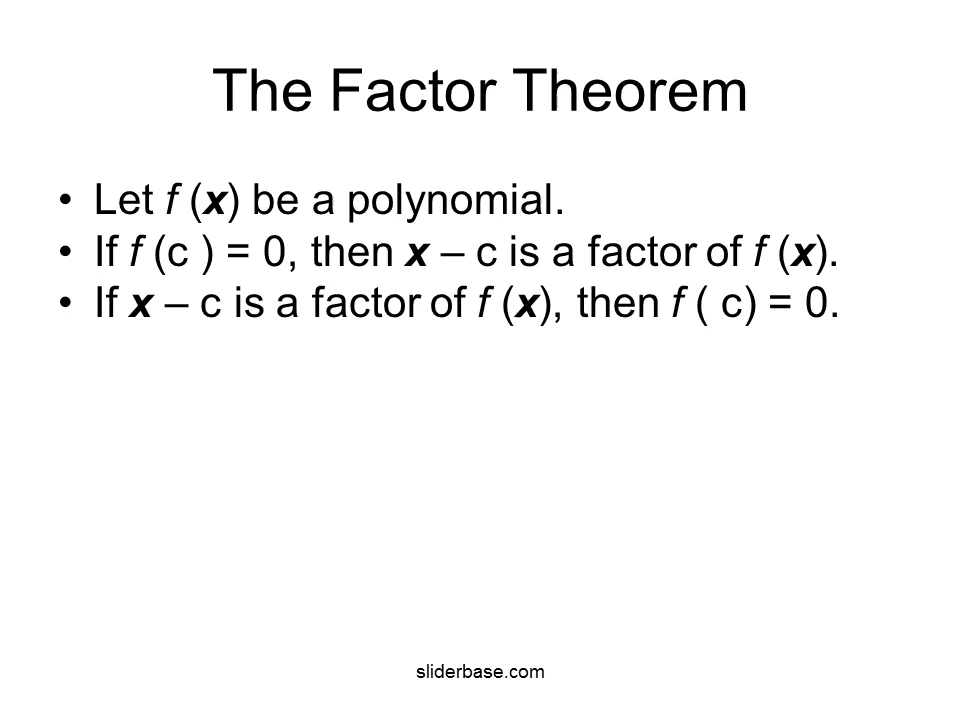 The Factor Theorem
• Let f (x) be a polynomial.
• If f (c ) = 0, then x – c is a factor of f (x).
• If x – c is a factor of f (x), then f ( c) = 0.
sliderbase.com